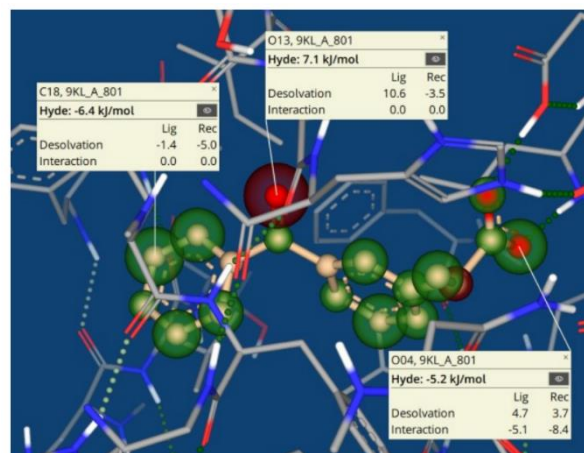 O13, 9KL_A_801
×
Hyde: 7.1 kJ/mol
Lig Rec
Desolvation 10.6 -3.5
Interaction 0.0 0.0
C18, 9KL_A_801
×
Hyde: -6.4 kJ/mol
Lig Rec
Desolvation -1.4 -5.0
Interaction 0.0 0.0
O04, 9KL_A_801
×
Hyde: -5.2 kJ/mol
Lig Rec
Desolvation 4.7 3.7
Interaction -5.1 -8.4